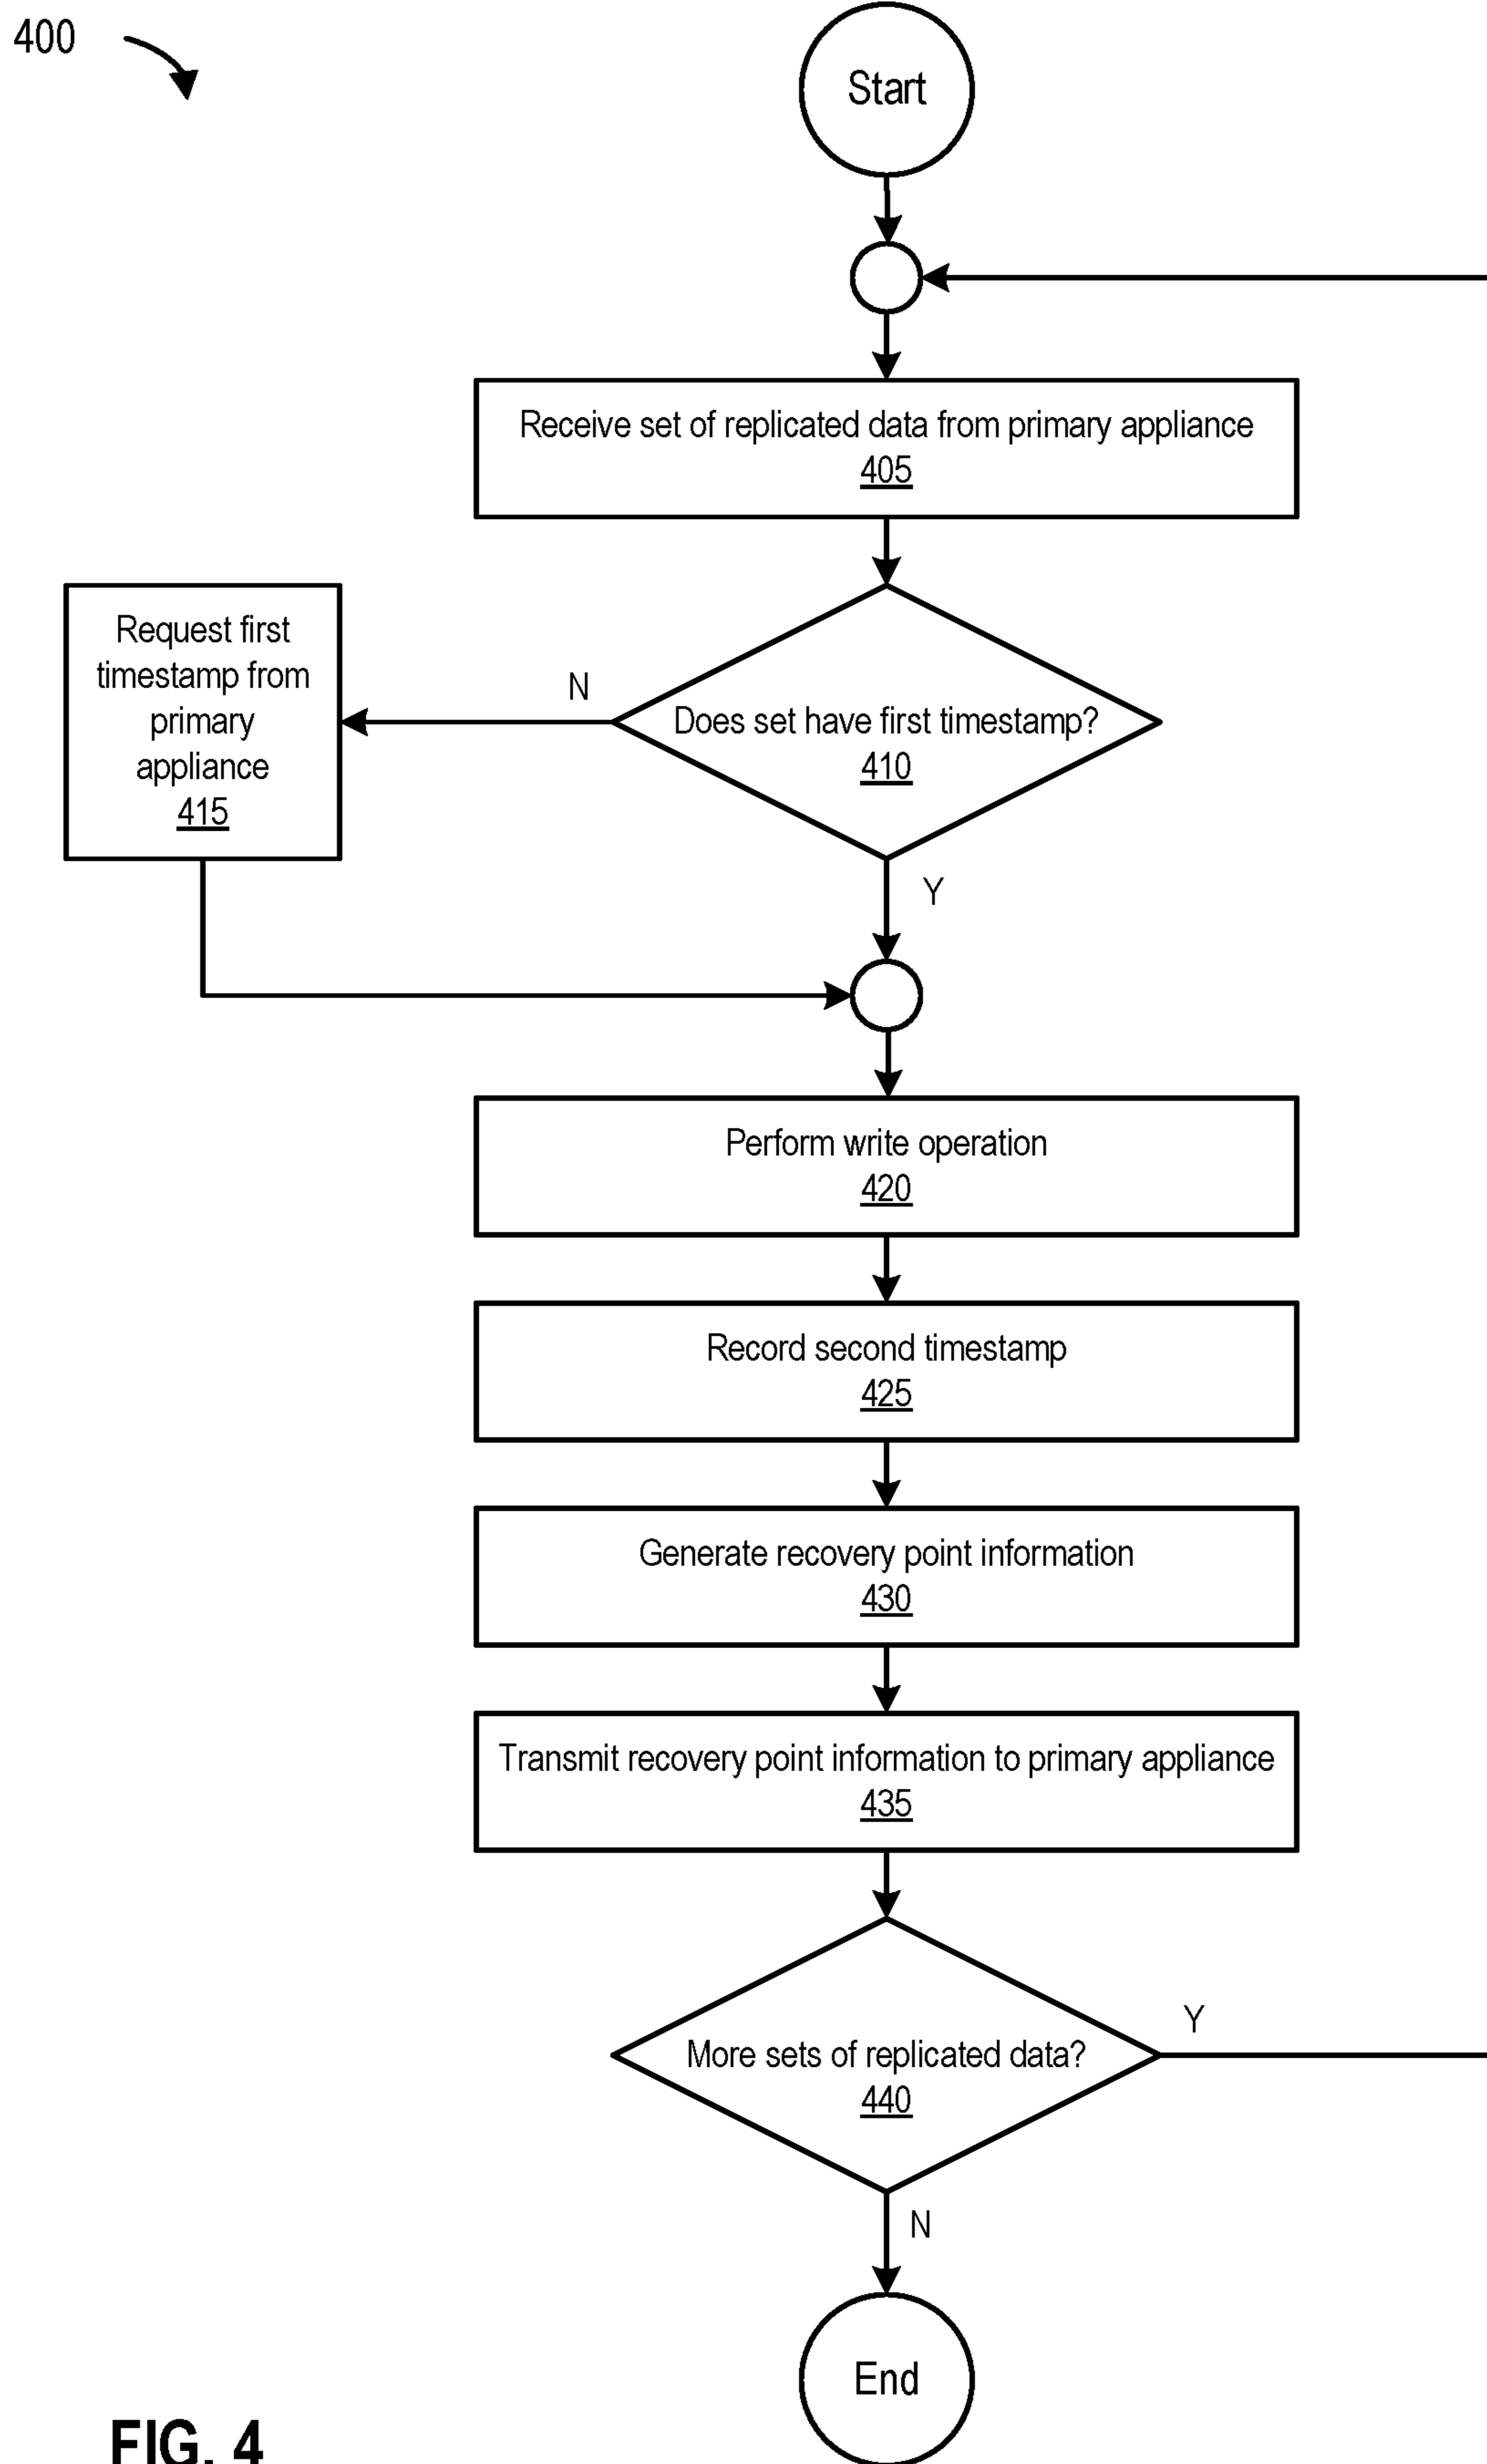 400
Start
Receive set of replicated data from primary appliance
405
Request first
timestamp from
primary
appliance
415
N
Does set have first timestamp?
410
Y
Perform write operation
420
Record second timestamp
425
Generate recovery point information
430
Transmit recovery point information to primary appliance
435
More sets of replicated data?
440
Y
N
End
FIG. 4